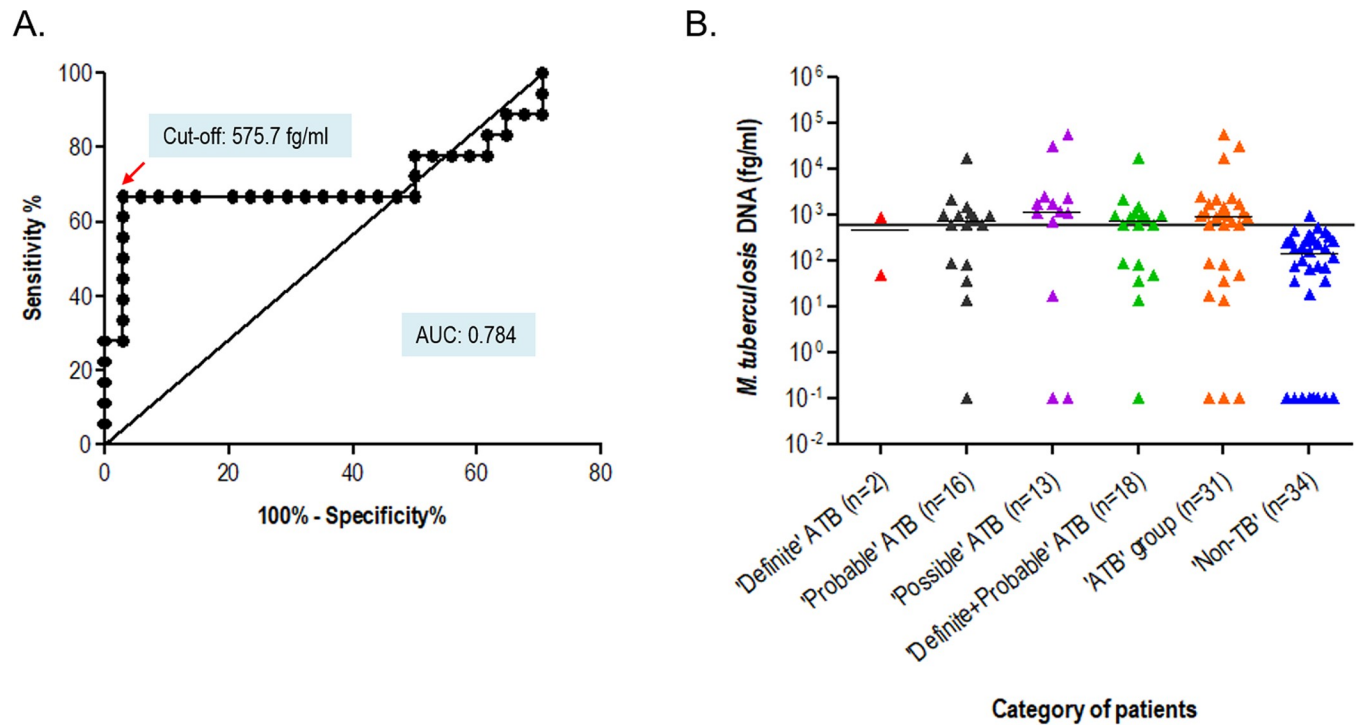 A.
100
80
60
40
20
0
Sensitivity %
Cut-off: 575.7 fg/ml
AUC: 0.784
0 20 40 60 80
100% - Specificity%
B.
10^6
10^5
10^4
10^3
10^2
10^1
10^0
10^-1
10^-2
M. tuberculosis DNA (fg/ml)
'Definite' ATB (n=2)
'Probable' ATB (n=16)
'Possible' ATB (n=13)
'Definite+Probable' ATB (n=18)
'ATB' group (n=31)
'Non-TB' (n=34)
Category of patients